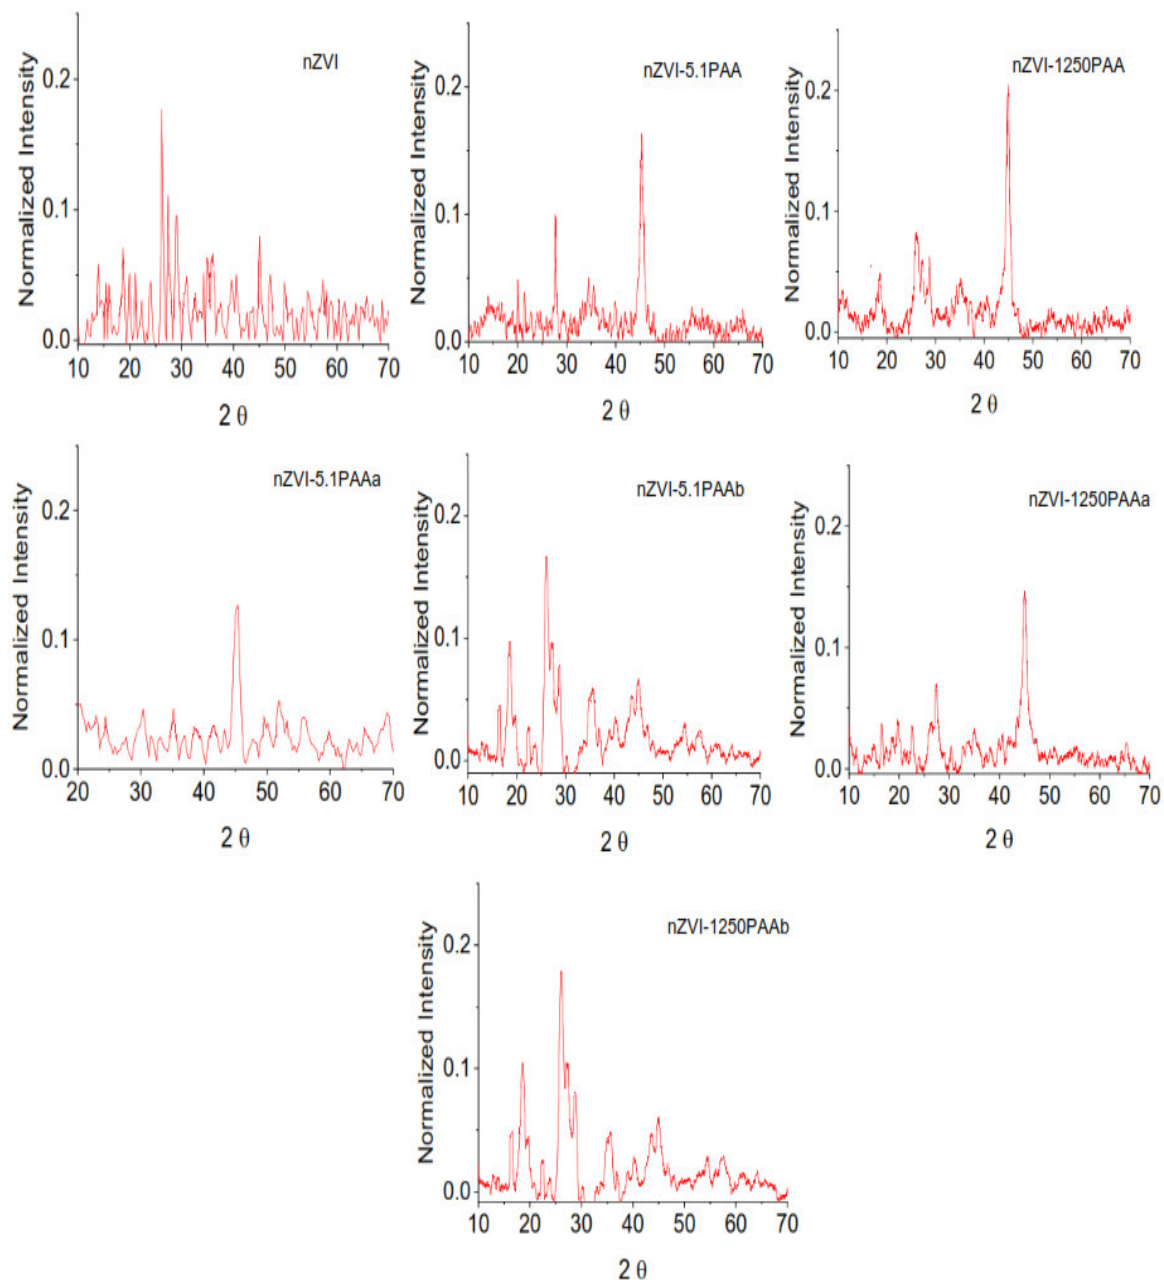 nZVI
Normalized Intensity
0.2
0.1
0.0
10 20 30 40 50 60 70
2 θ
nZVI-5.1PAA
Normalized Intensity
0.2
0.1
0.0
10 20 30 40 50 60 70
2 θ
nZVI-1250PAA
Normalized Intensity
0.2
0.1
0.0
10 20 30 40 50 60 70
2 θ
nZVI-5.1PAAa
Normalized Intensity
0.2
0.1
0.0
20 30 40 50 60 70
2 θ
nZVI-5.1PAAb
Normalized Intensity
0.2
0.1
0.0
10 20 30 40 50 60 70
2 θ
nZVI-1250PAAa
Normalized Intensity
0.2
0.1
0.0
10 20 30 40 50 60 70
2 θ
nZVI-1250PAAb
Normalized Intensity
0.2
0.1
0.0
10 20 30 40 50 60 70
2 θ